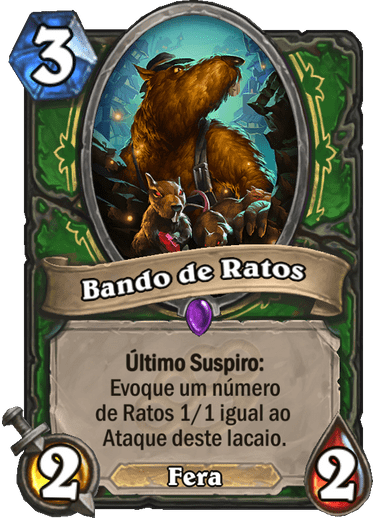 3
Bando de Ratos
Último Suspiro:
Evoque um número
de Ratos 1/1 igual ao
Ataque deste lacaio.
2
Fera
2